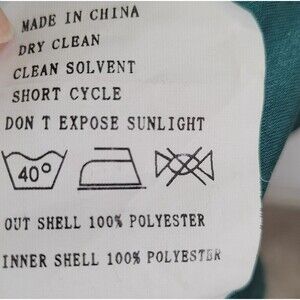 MADE IN CHINA
DRY CLEAN
CLEAN SOLVENT
SHORT CYCLE
DON T EXPOSE SUNLIGHT
40°
OUT SHELL 100% POLYESTER
INNER SHELL 100% POLYESTER